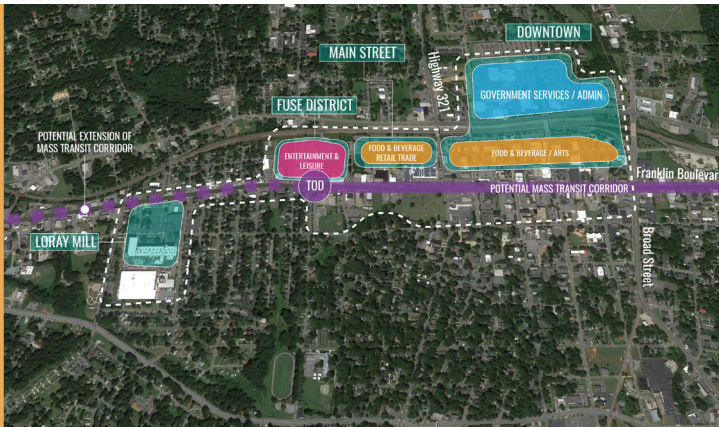 DOWNTOWN
MAIN STREET
Highway 321
GOVERNMENT SERVICES / ADMIN
FUSE DISTRICT
POTENTIAL EXTENSION OF
MASS TRANSIT CORRIDOR
ENTERTAINMENT &
LEISURE
FOOD & BEVERAGE
RETAIL TRADE
FOOD & BEVERAGE / ARTS
Franklin Boulevar
TOD
POTENTIAL MASS TRANSIT CORRIDOR
LORAY MILL
Broad Street